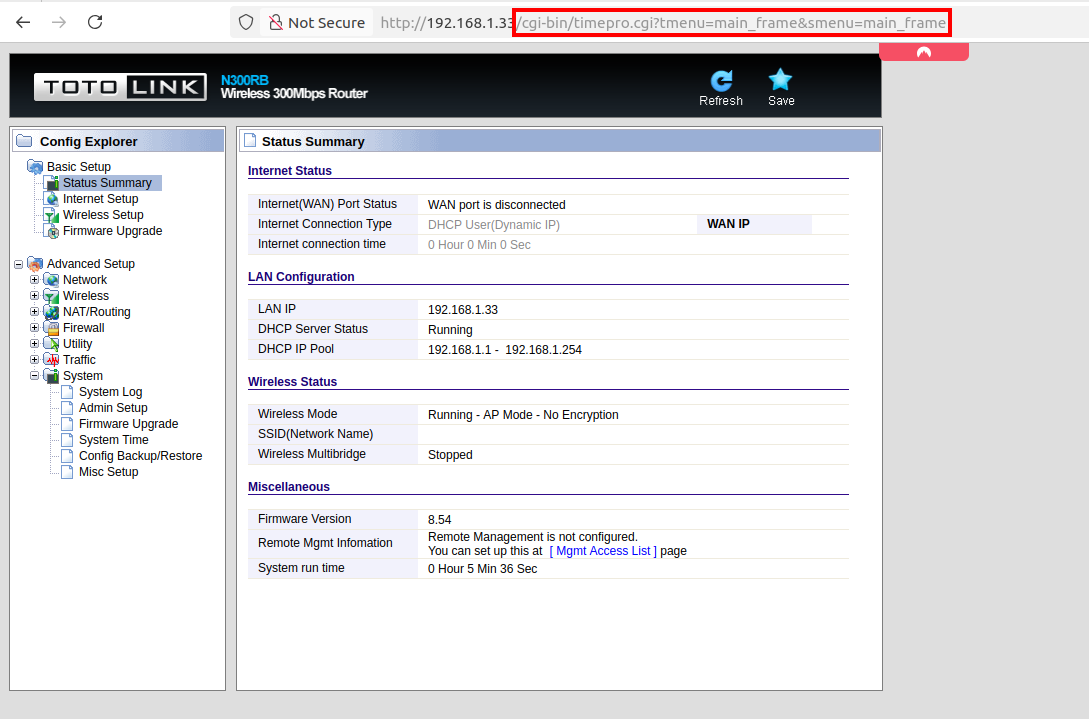 Not Secure http://192.168.1.33/cgi-bin/timepro.cgi?tmenu=main_frame&smenu=main_frame
TOTO LINK
N300RB
Wireless 300Mbps Router
Refresh
Save
Config Explorer
Basic Setup
Status Summary
Internet Setup
Wireless Setup
Firmware Upgrade
Advanced Setup
Network
Wireless
NAT/Routing
Firewall
Utility
Traffic
System
System Log
Admin Setup
Firmware Upgrade
System Time
Config Backup/Restore
Misc Setup
Status Summary
Internet Status
Internet(WAN) Port Status WAN port is disconnected
Internet Connection Type DHCP User(Dynamic IP) WAN IP
Internet connection time 0 Hour 0 Min 0 Sec
LAN Configuration
LAN IP 192.168.1.33
DHCP Server Status Running
DHCP IP Pool 192.168.1.1 - 192.168.1.254
Wireless Status
Wireless Mode Running - AP Mode - No Encryption
SSID(Network Name)
Wireless Multibridge Stopped
Miscellaneous
Firmware Version 8.54
Remote Mgmt Infomation Remote Management is not configured.
You can set up this at [ Mgmt Access List ] page
System run time 0 Hour 5 Min 36 Sec